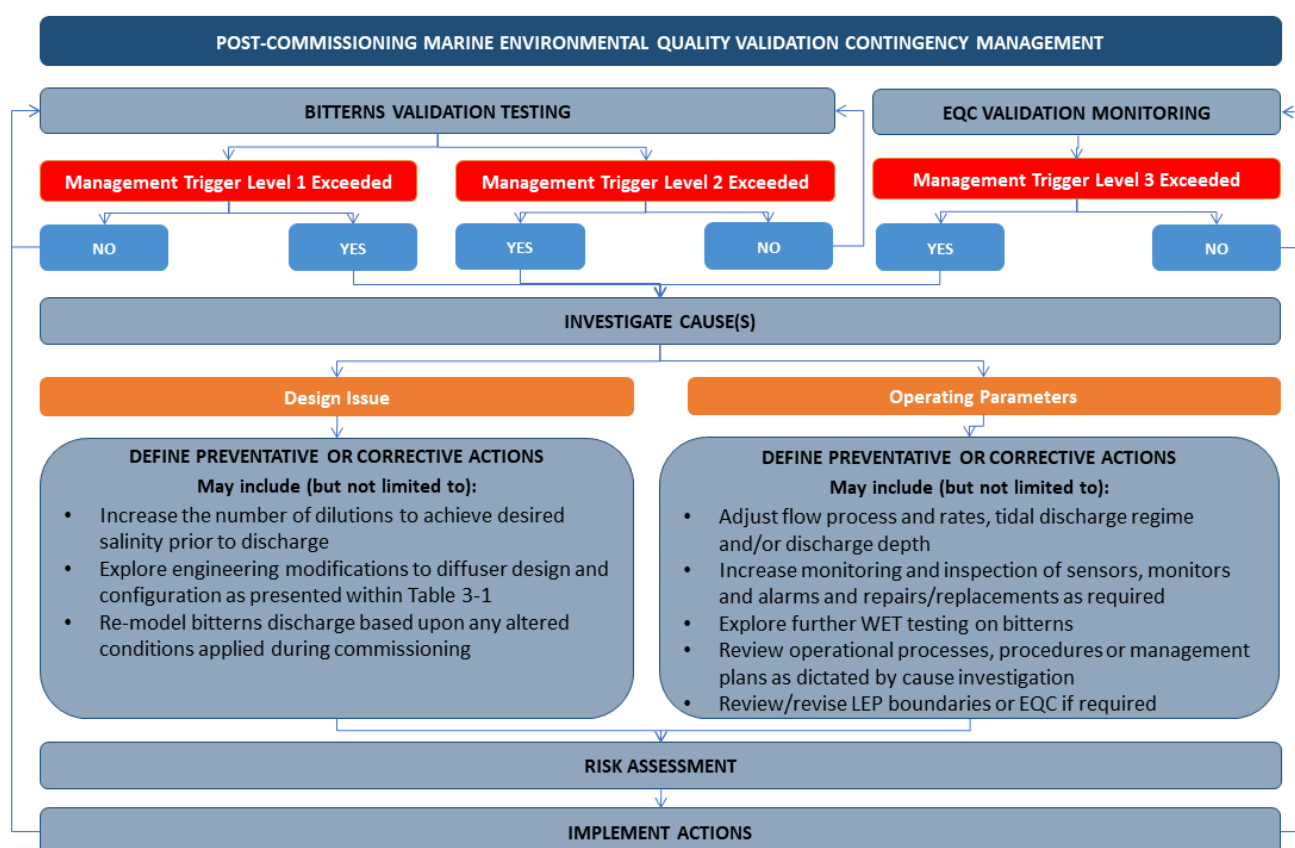 POST-COMMISSIONING MARINE ENVIRONMENTAL QUALITY VALIDATION CONTINGENCY MANAGEMENT
BITTERNS VALIDATION TESTING
EQC VALIDATION MONITORING
Management Trigger Level 1 Exceeded
Management Trigger Level 2 Exceeded
Management Trigger Level 3 Exceeded
NO
YES
YES
NO
YES
NO
INVESTIGATE CAUSE(S)
Design Issue
Operating Parameters
DEFINE PREVENTATIVE OR CORRECTIVE ACTIONS
May include (but not limited to):
• Increase the number of dilutions to achieve desired
salinity prior to discharge
• Explore engineering modifications to diffuser design and
configuration as presented within Table 3-1
• Re-model bitterns discharge based upon any altered
conditions applied during commissioning
DEFINE PREVENTATIVE OR CORRECTIVE ACTIONS
May include (but not limited to):
• Adjust flow process and rates, tidal discharge regime
and/or discharge depth
• Increase monitoring and inspection of sensors, monitors
and alarms and repairs/replacements as required
• Explore further WET testing on bitterns
• Review operational processes, procedures or management
plans as dictated by cause investigation
• Review/revise LEP boundaries or EQC if required
RISK ASSESSMENT
IMPLEMENT ACTIONS